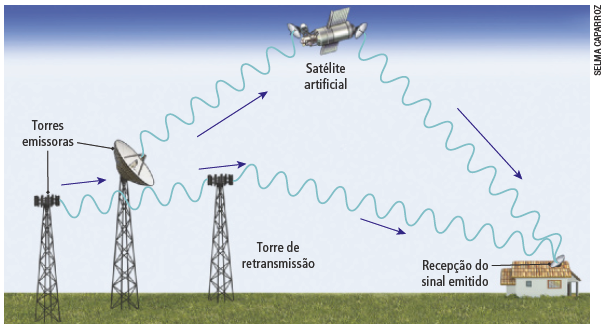 SELMA CAPARROZ
Satélite
artificial
Torres
emissoras
Torre de
retransmissão
Recepção do
sinal emitido